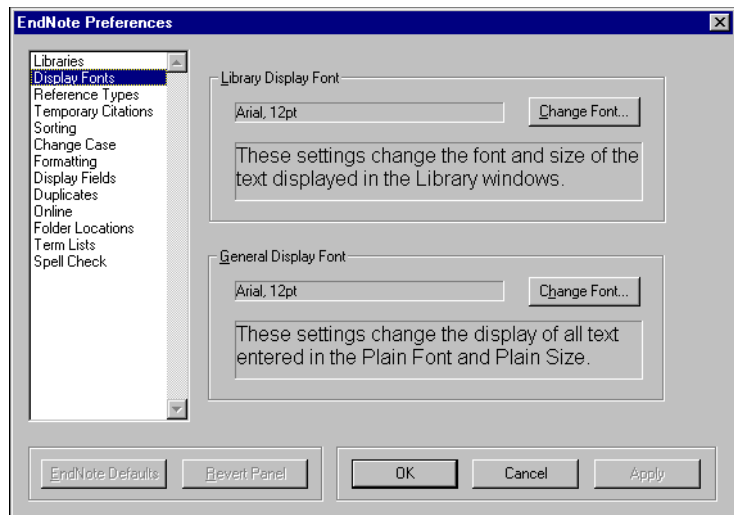 EndNote Preferences
Libraries
Display Fonts
Reference Types
Temporary Citations
Sorting
Change Case
Formatting
Display Fields
Duplicates
Online
Folder Locations
Term Lists
Spell Check
Library Display Font
Arial, 12pt
Change Font...
These settings change the font and size of the
text displayed in the Library windows.
General Display Font
Arial, 12pt
Change Font...
These settings change the display of all text
entered in the Plain Font and Plain Size.
EndNote Defaults
Revert Panel
OK
Cancel
Apply